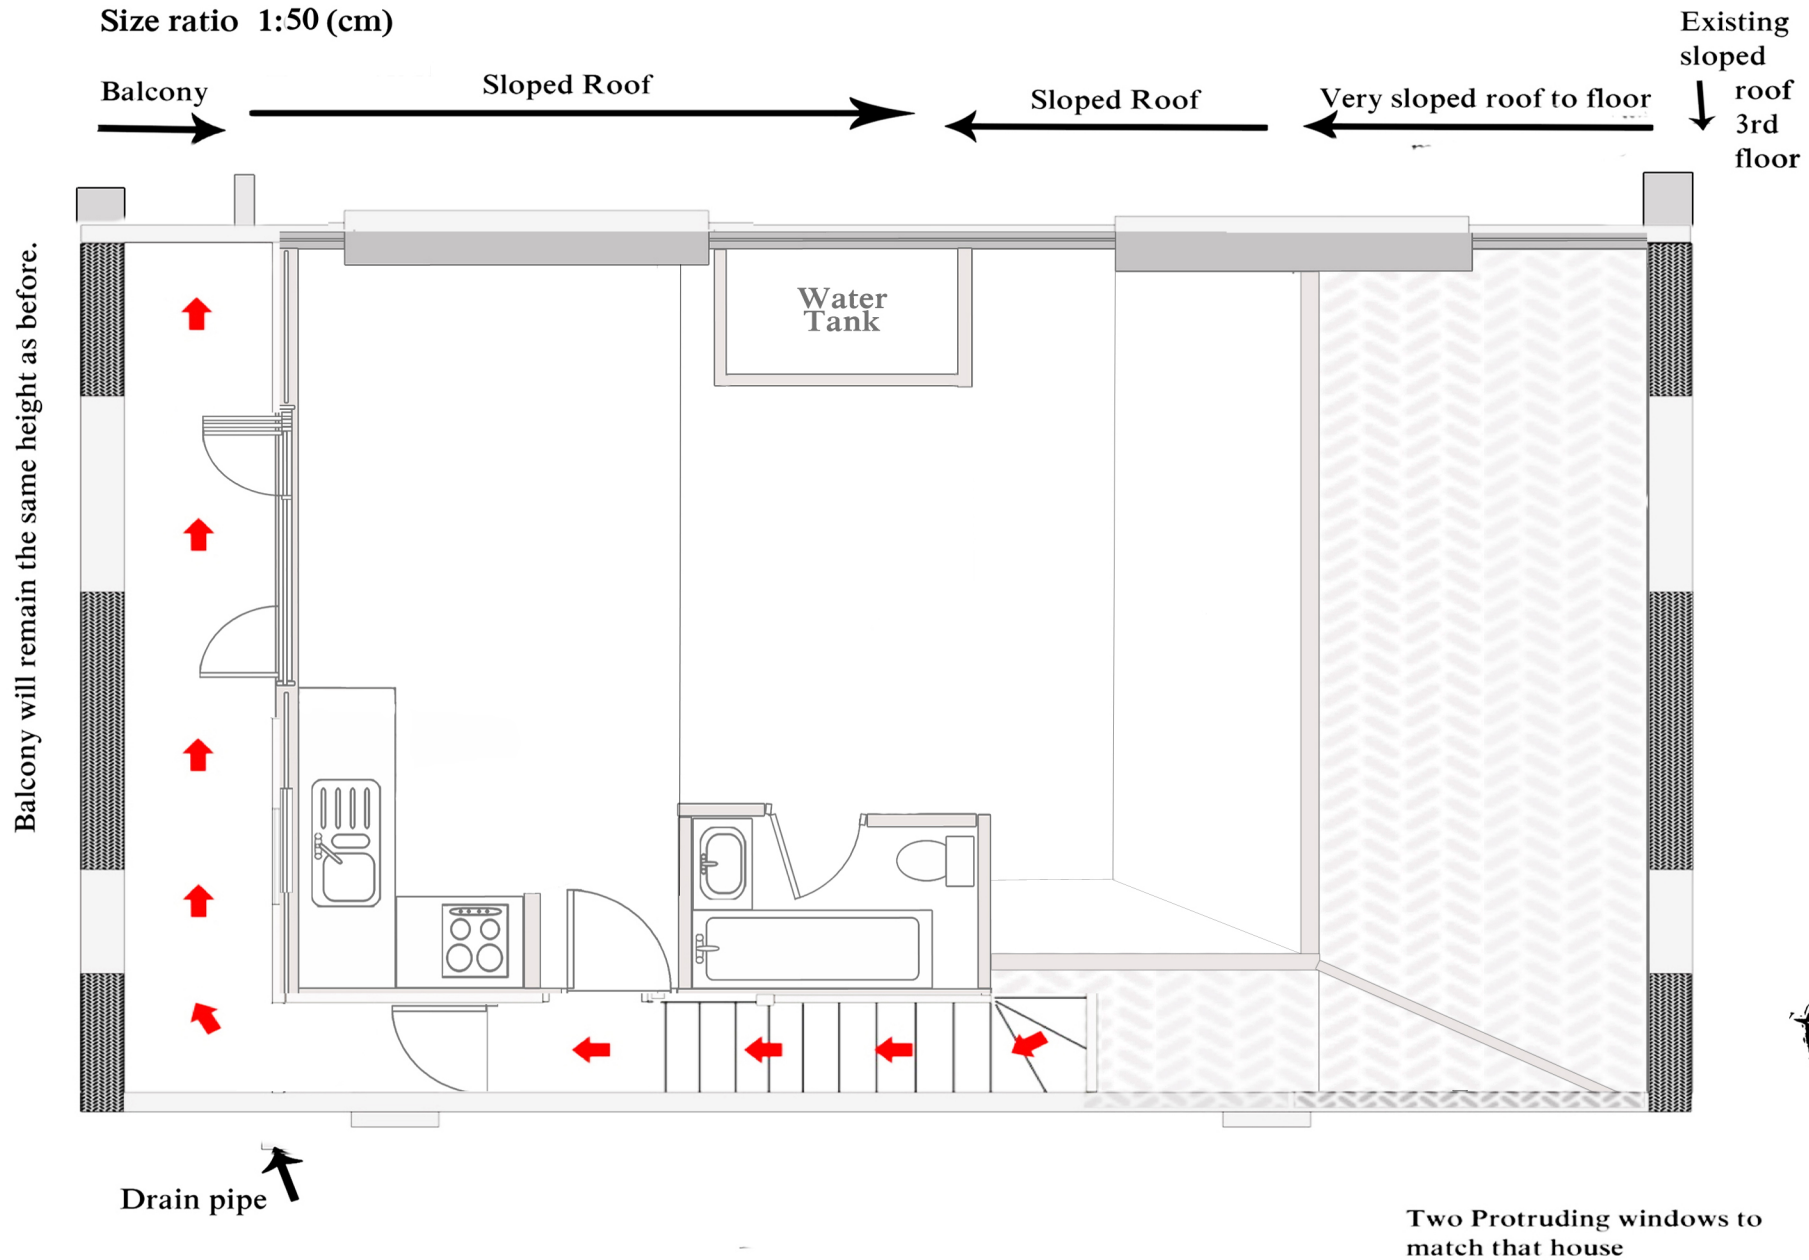 Size ratio 1:50 (cm)
Existing
sloped
roof
3rd
floor
Balcony
Sloped Roof
Sloped Roof
Very sloped roof to floor
Balcony will remain the same height as before.
Water
Tank
Drain pipe
Two Protruding windows to
match that house